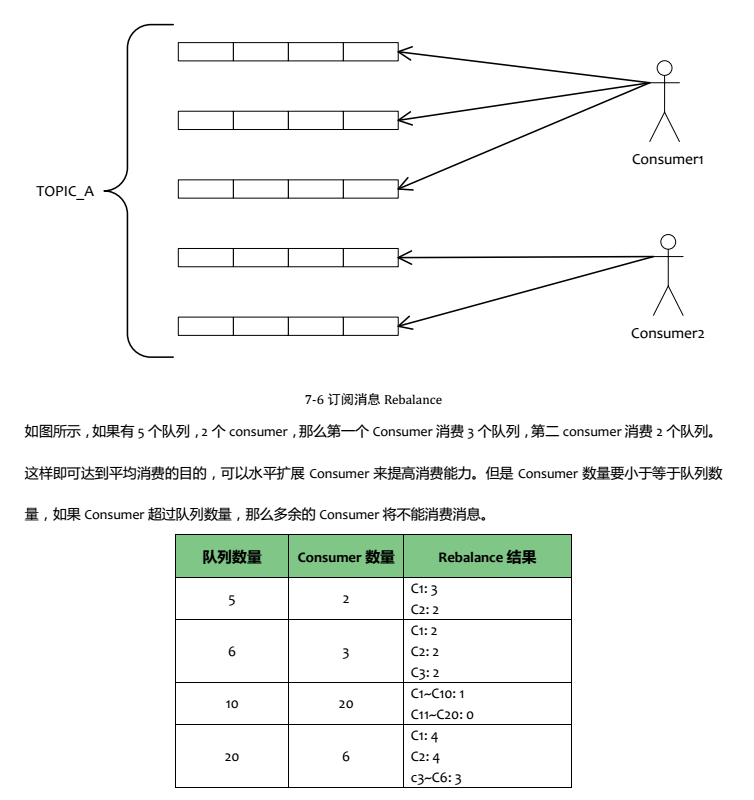 Consumer1
TOPIC_A
Consumer2
7-6 订阅消息 Rebalance
如图所示，如果有 5 个队列，2 个 consumer，那么第一个 Consumer 消费 3 个队列，第二 consumer 消费 2 个队列。
这样即可达到平均消费的目的，可以水平扩展 Consumer 来提高消费能力。但是 Consumer 数量要小于等于队列数
量，如果 Consumer 超过队列数量，那么多余的 Consumer 将不能消费消息。
队列数量 Consumer 数量 Rebalance 结果
5 2 C1: 3
C2: 2
6 3 C1: 2
C2: 2
C3: 2
10 20 C1~C10: 1
C11~C20: 0
20 6 C1: 4
C2: 4
c3~C6: 3